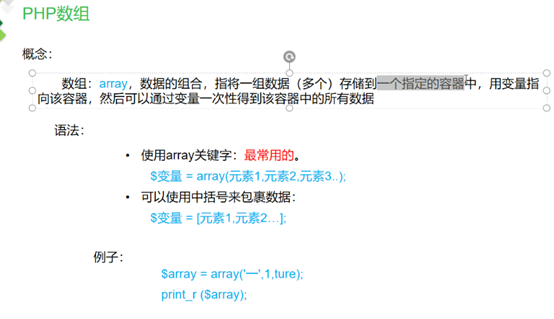 PHP数组
概念：
数组：array，数据的组合，指将一组数据（多个）存储到一个指定的容器中，用变量指
向该容器，然后可以通过变量一次性得到该容器中的所有数据
语法：
• 使用array关键字：最常用的。
$变量 = array(元素1,元素2,元素3..);
• 可以使用中括号来包裹数据：
$变量 = [元素1,元素2…];
例子：
$array = array('一',1,ture);
print_r ($array);